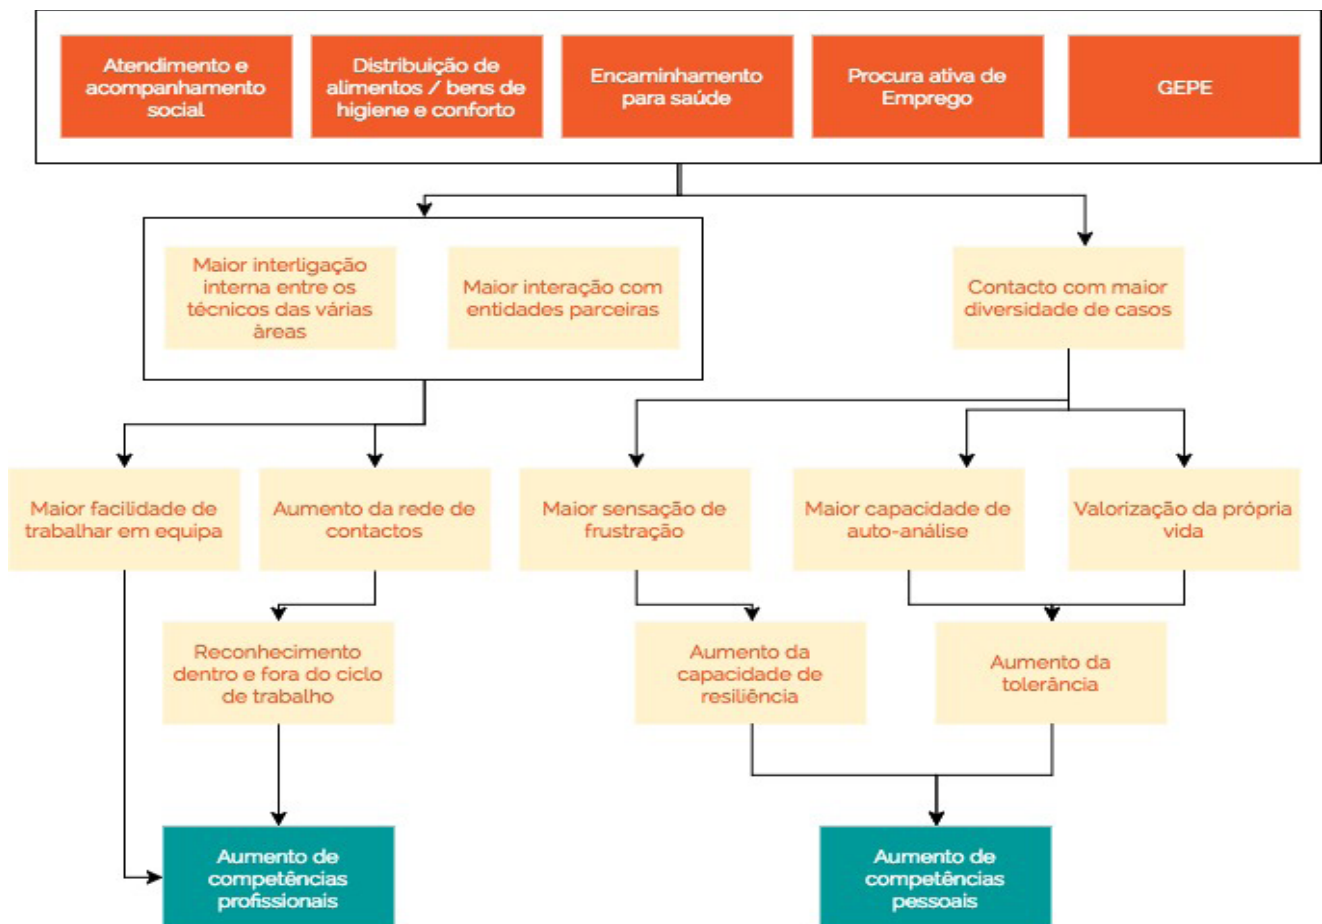 Atendimento e
acompanhamento
social
Distribuição de
alimentos / bens de
higiene e conforto
Encaminhamento
para saúde
Procura ativa de
Emprego
GEPE
Maior interligação
interna entre os
técnicos das várias
àreas
Maior interação com
entidades parceiras
Contacto com maior
diversidade de casos
Maior facilidade de
trabalhar em equipa
Aumento da rede de
contactos
Maior sensação de
frustração
Maior capacidade de
auto-análise
Valorização da própria
vida
Reconhecimento
dentro e fora do ciclo
de trabalho
Aumento da
capacidade de
resiliência
Aumento da
tolerância
Aumento de
competências
profissionais
Aumento de
competências
pessoais